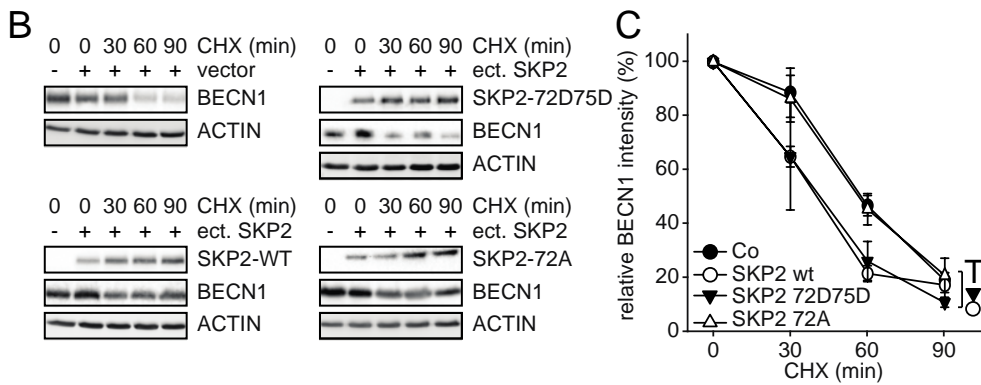 B
0 0 30 60 90 CHX (min)
- + + + + vector
BECN1
ACTIN
0 0 30 60 90 CHX (min)
- + + + + ect. SKP2
SKP2-72D75D
BECN1
ACTIN
0 0 30 60 90 CHX (min)
- + + + + ect. SKP2
SKP2-WT
BECN1
ACTIN
0 0 30 60 90 CHX (min)
- + + + + ect. SKP2
SKP2-72A
BECN1
ACTIN
C
relative BECN1 intensity (%)
100
80
60
40
20
0
Co
SKP2 wt
SKP2 72D75D
SKP2 72A
0 30 60 90
CHX (min)